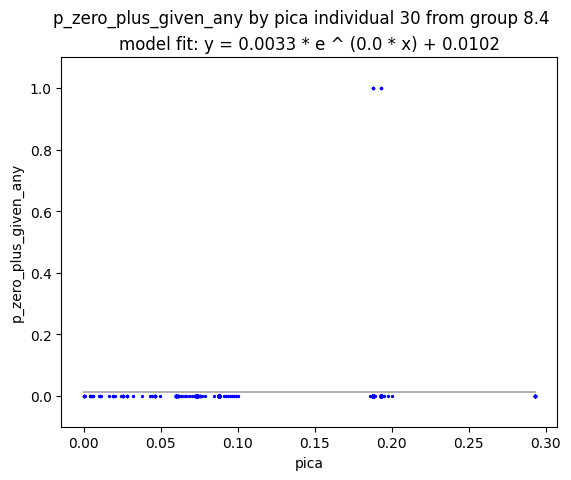 p_zero_plus_given_any by pica individual 30 from group 8.4
model fit: y = 0.0033 * e ^ (0.0 * x) + 0.0102
1.0
0.8
0.6
0.4
0.2
0.0
p_zero_plus_given_any
0.00 0.05 0.10 0.15 0.20 0.25 0.30
pica